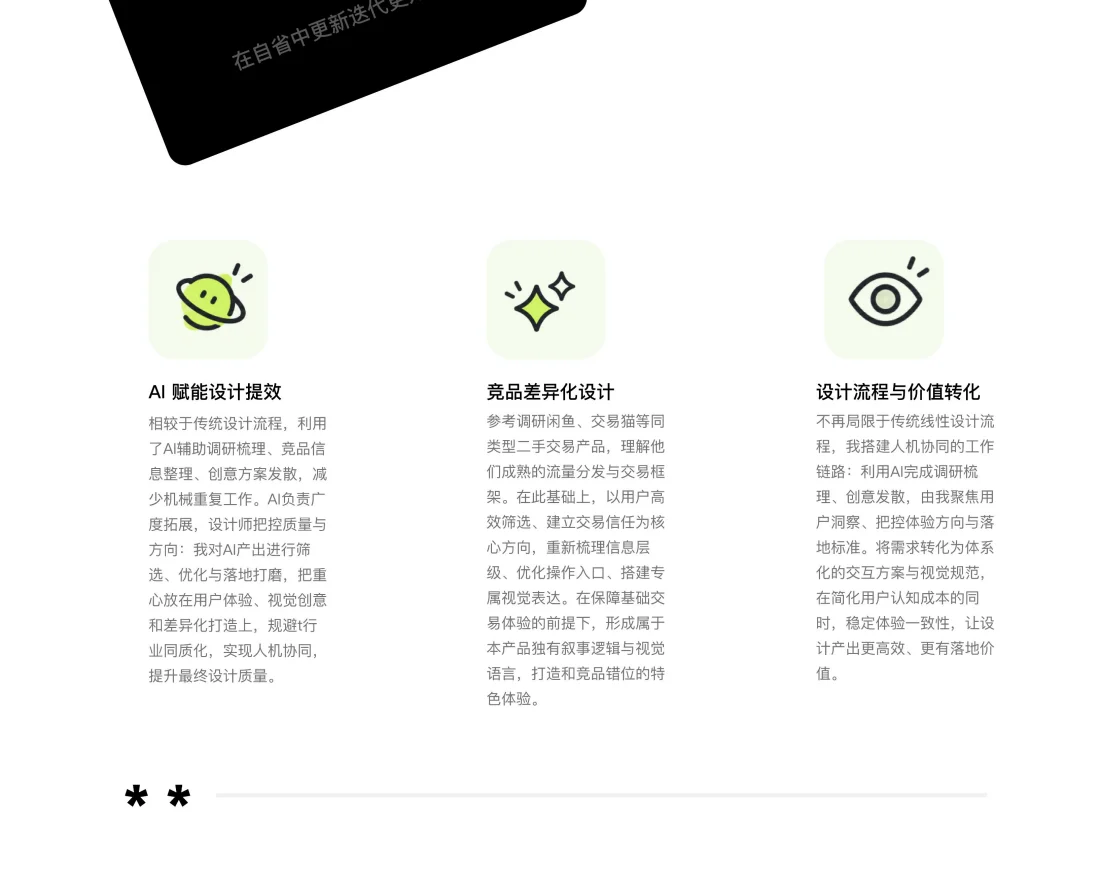 在自省中更新迭代更
AI 赋能设计提效
相较于传统设计流程，利用
了AI辅助调研梳理、竞品信
息整理、创意方案发散，减
少机械重复工作。AI负责广
度拓展，设计师把控质量与
方向：我对AI产出进行筛
选、优化与落地打磨，把重
心放在用户体验、视觉创意
和差异化打造上，规避t行
业同质化，实现人机协同，
提升最终设计质量。
竞品差异化设计
参考调研闲鱼、交易猫等同
类型二手交易产品，理解他
们成熟的流量分发与交易框
架。在此基础上，以用户高
效筛选、建立交易信任为核
心方向，重新梳理信息层
级、优化操作入口、搭建专
属视觉表达。在保障基础交
易体验的前提下，形成属于
本产品独有叙事逻辑与视觉
语言，打造和竞品错位的特
色体验。
设计流程与价值转化
不再局限于传统线性设计流
程，我搭建人机协同的工作
链路：利用AI完成调研梳
理、创意发散，由我聚焦用
户洞察、把控体验方向与落
地标准。将需求转化为体系
化的交互方案与视觉规范，
在简化用户认知成本的同
时，稳定体验一致性，让设
计产出更高效、更有落地价
值。
* *